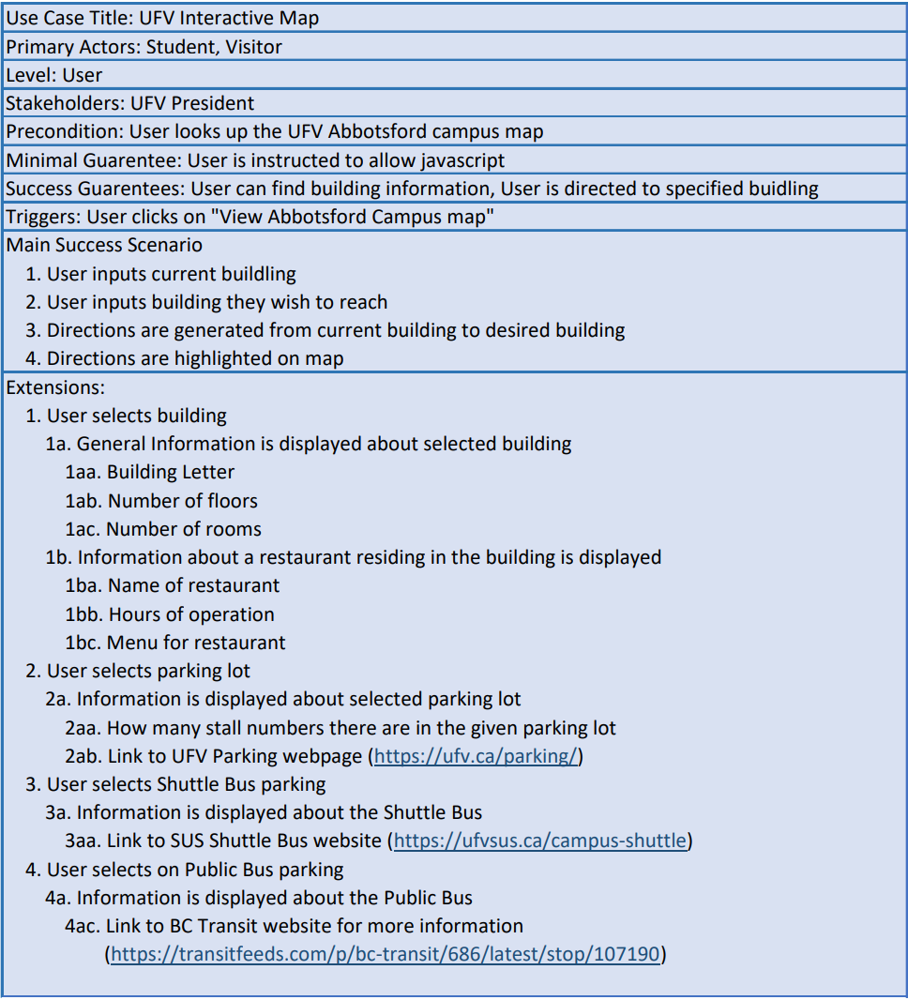 Use Case Title: UFV Interactive Map
Primary Actors: Student, Visitor
Level: User
Stakeholders: UFV President
Precondition: User looks up the UFV Abbotsford campus map
Minimal Guarentee: User is instructed to allow javascript
Success Guarentees: User can find building information, User is directed to specified buidling
Triggers: User clicks on "View Abbotsford Campus map"
Main Success Scenario
1. User inputs current buildling
2. User inputs building they wish to reach
3. Directions are generated from current building to desired building
4. Directions are highlighted on map
Extensions:
1. User selects building
1a. General Information is displayed about selected building
1aa. Building Letter
1ab. Number of floors
1ac. Number of rooms
1b. Information about a restaurant residing in the building is displayed
1ba. Name of restaurant
1bb. Hours of operation
1bc. Menu for restaurant
2. User selects parking lot
2a. Information is displayed about selected parking lot
2aa. How many stall numbers there are in the given parking lot
2ab. Link to UFV Parking webpage (https://ufv.ca/parking/)
3. User selects Shuttle Bus parking
3a. Information is displayed about the Shuttle Bus
3aa. Link to SUS Shuttle Bus website (https://ufvsus.ca/campus-shuttle)
4. User selects on Public Bus parking
4a. Information is displayed about the Public Bus
4ac. Link to BC Transit website for more information
(https://transitfeeds.com/p/bc-transit/686/latest/stop/107190)